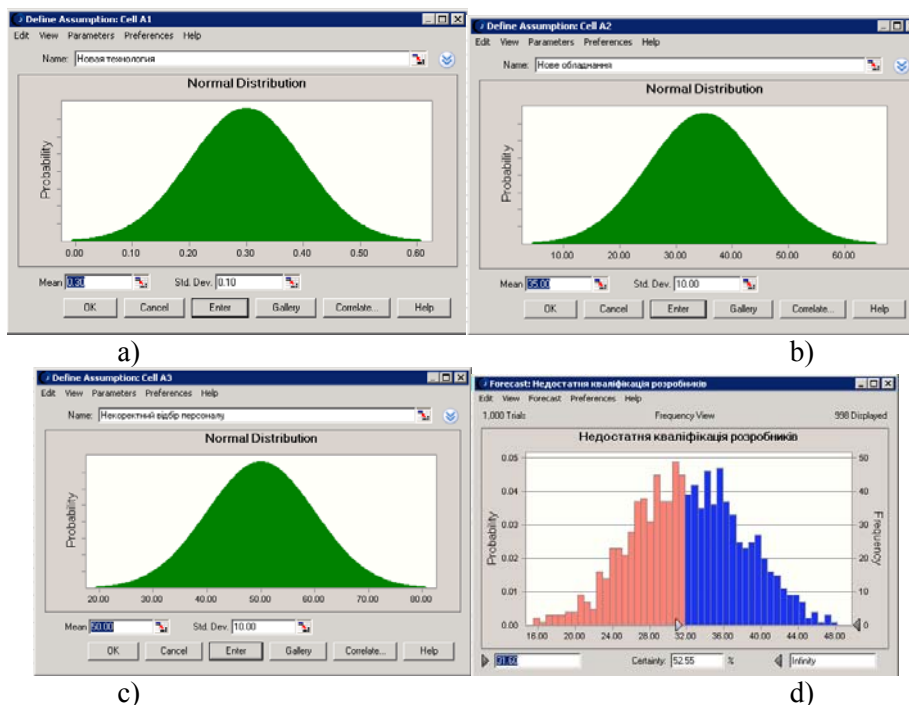 Define Assumption: Cell A1
Edit View Parameters Preferences Help
Name: Новая технология
Normal Distribution
Probability
0.00 0.10 0.20 0.30 0.40 0.50 0.60
Mean 0.30 Std. Dev. 0.10
OK Cancel Enter Gallery Correlate... Help
a)
Define Assumption: Cell A2
Edit View Parameters Preferences Help
Name: Нове обладнання
Normal Distribution
Probability
10.00 20.00 30.00 40.00 50.00 60.00
Mean 35.00 Std. Dev. 10.00
OK Cancel Enter Gallery Correlate... Help
b)
Define Assumption: Cell A3
Edit View Parameters Preferences Help
Name: Некоректний відбір персоналу
Normal Distribution
Probability
20.00 30.00 40.00 50.00 60.00 70.00 80.00
Mean 50.00 Std. Dev. 10.00
OK Cancel Enter Gallery Correlate... Help
c)
Forecast: Недостатня кваліфікація розробників
Edit View Forecast Preferences Help
1,000 Trials Frequency View 998 Displayed
Недостатня кваліфікація розробників
0.05 50
0.04 40
0.03 30
0.02 20
0.01 10
0.00 0
Probability
Frequency
16.00 20.00 24.00 28.00 32.00 36.00 40.00 44.00 48.00
31.60 Certainty: 52.55 % Infinity
d)